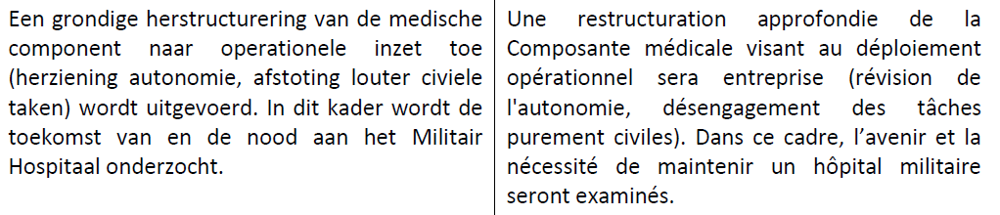 Een grondige herstructurering van de medische
component naar operationele inzet toe
(herziening autonomie, afstoting louter civiele
taken) wordt uitgevoerd. In dit kader wordt de
toekomst van en de nood aan het Militair
Hospitaal onderzocht.
Une restructuration approfondie de la
Composante médicale visant au déploiement
opérationnel sera entreprise (révision de
l'autonomie, désengagement des tâches
purement civiles). Dans ce cadre, l’avenir et la
nécessité de maintenir un hôpital militaire
seront examinés.